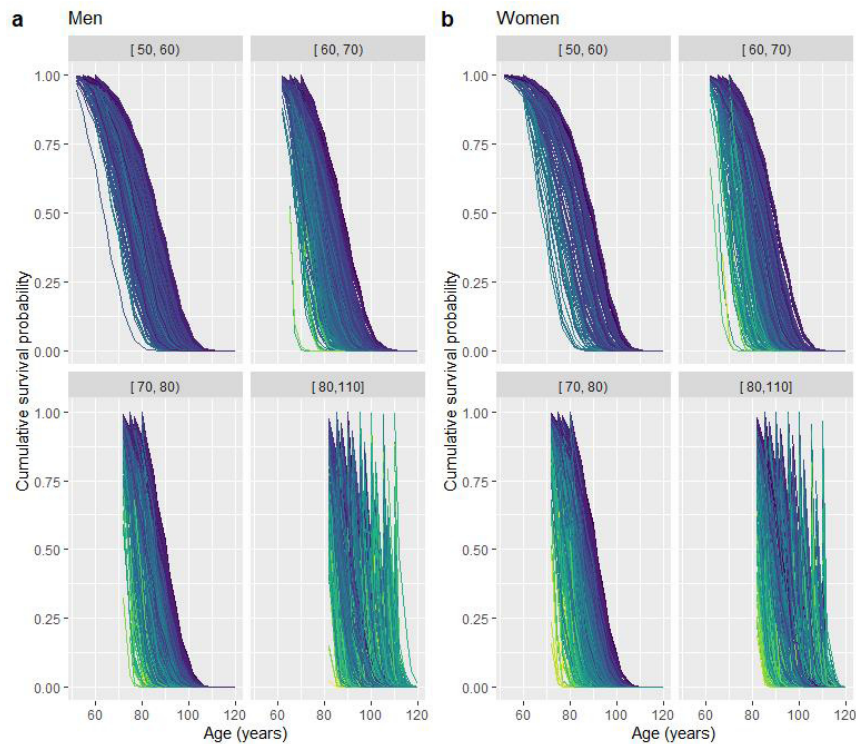 a Men
[ 50, 60) [ 60, 70)
1.00
0.75
0.50
0.25
0.00
[ 70, 80) [ 80,110]
1.00
0.75
0.50
0.25
0.00
60 80 100 120 60 80 100 120
Age (years)
Cumulative survival probability
b Women
[ 50, 60) [ 60, 70)
1.00
0.75
0.50
0.25
0.00
[ 70, 80) [ 80,110]
1.00
0.75
0.50
0.25
0.00
60 80 100 120 60 80 100 120
Age (years)
Cumulative survival probability